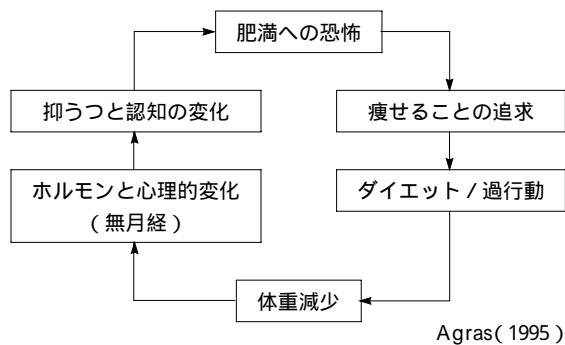 肥満への恐怖
抑うつと認知の変化
痩せることの追求
ホルモンと心理的変化
(無月経)
ダイエット/過行動
体重減少
Agras(1995)